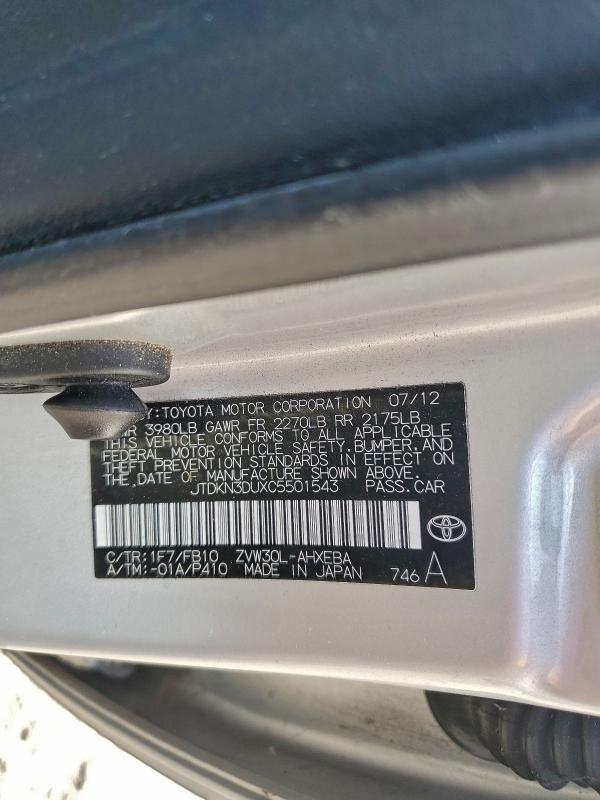 Y:TOYOTA MOTOR CORPORATION 07/12
R 3980LB GAWR FR 2270LB RR 2175LB
THIS VEHICLE CONFORMS TO ALL APPLICABLE
FEDERAL MOTOR VEHICLE SAFETY, BUMPER, AND
THEFT PREVENTION STANDARDS IN EFFECT ON
THE DATE OF MANUFACTURE SHOWN ABOVE.
JTDKN3DUXC5501543 PASS.CAR
C/TR:1F7/FB10 ZVW30L-AHXEBA
A/TM:-01A/P410 MADE IN JAPAN 746 A